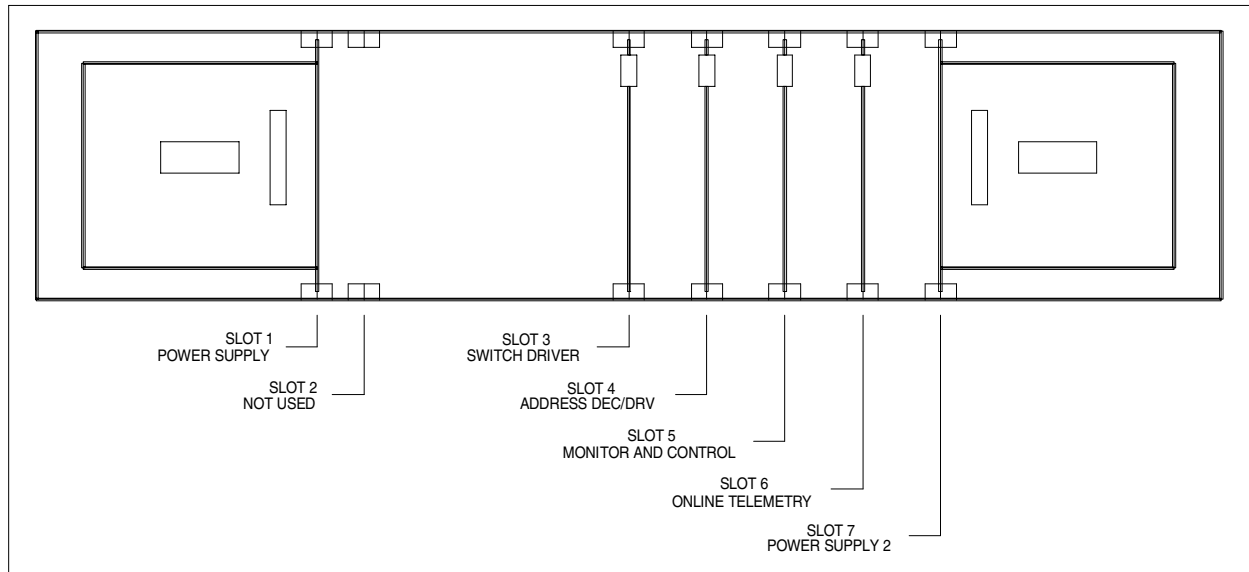 SLOT 1
POWER SUPPLY
SLOT 2
NOT USED
SLOT 3
SWITCH DRIVER
SLOT 4
ADDRESS DEC/DRV
SLOT 5
MONITOR AND CONTROL
SLOT 6
ONLINE TELEMETRY
SLOT 7
POWER SUPPLY 2